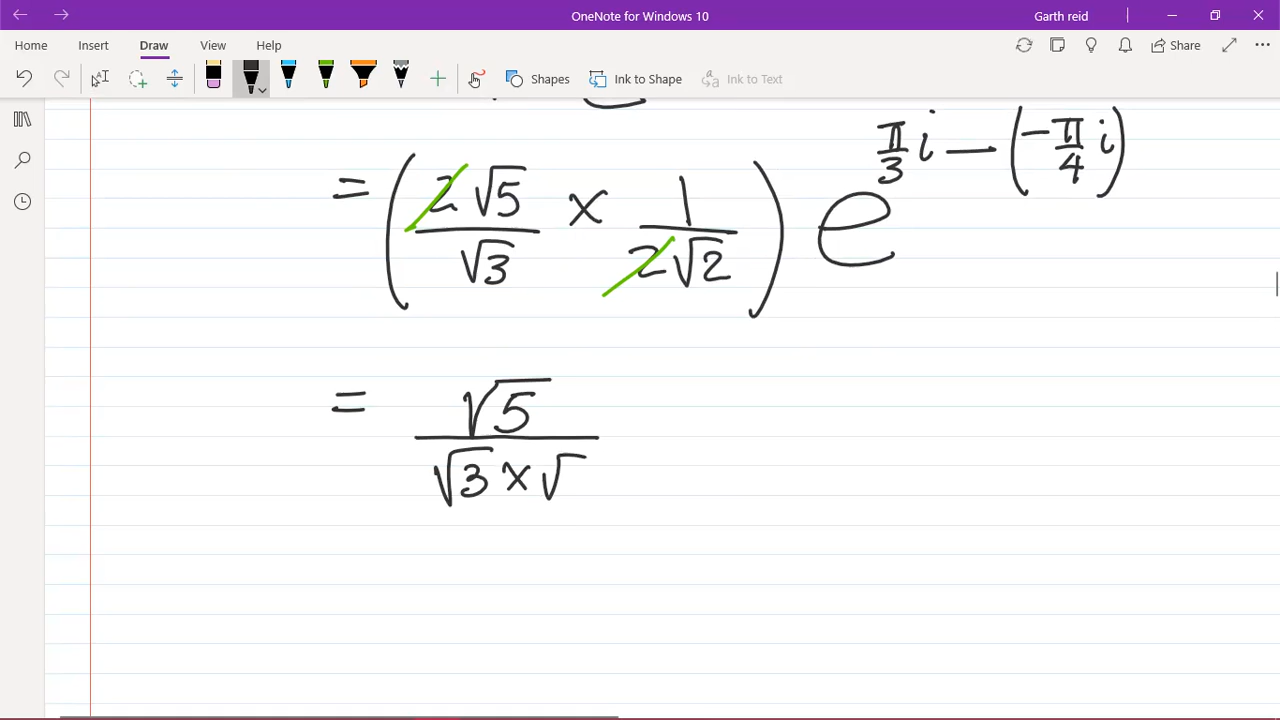 OneNote for Windows 10
Garth reid
Home Insert Draw View Help
Share
Shapes Ink to Shape Ink to Text
= (2√5/√3 × 1/2√2) e^(π/3 i − (−π/4 i))
= √5/√3 × √